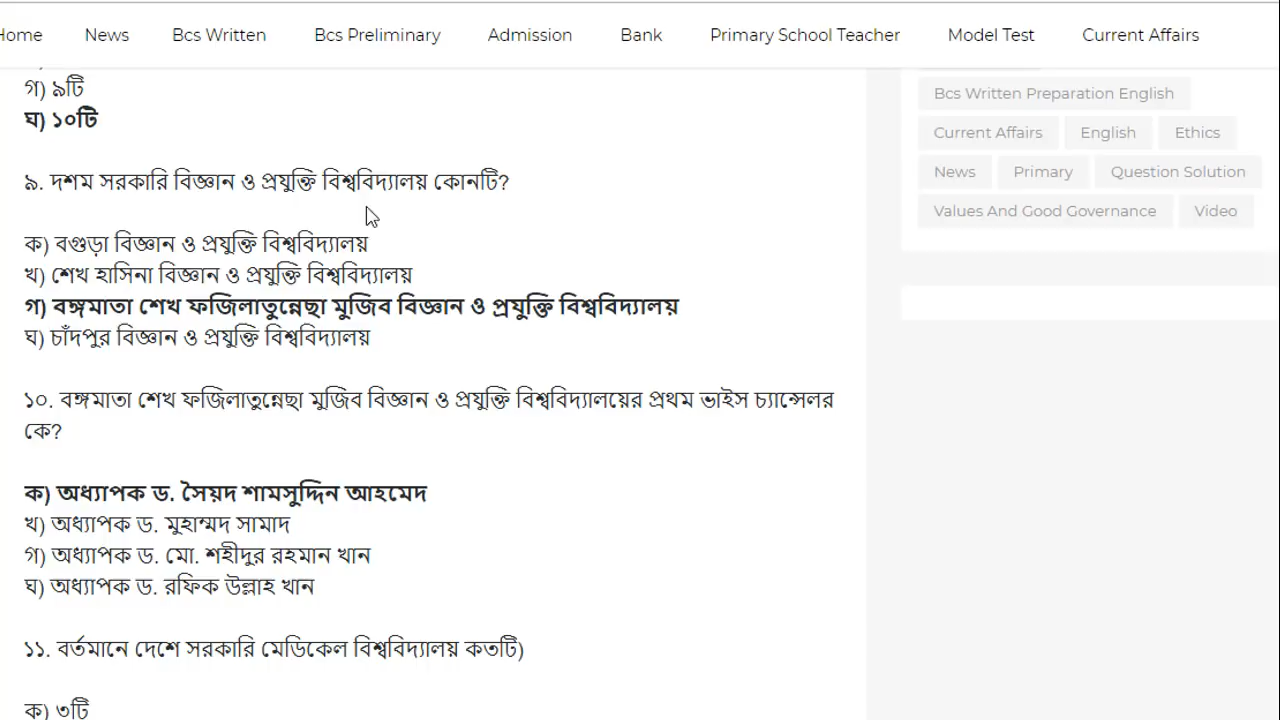 Home News Bcs Written Bcs Preliminary Admission Bank Primary School Teacher Model Test Current Affairs
গ) ৯টি
ঘ) ১০টি
৯. দশম সরকারি বিজ্ঞান ও প্রযুক্তি বিশ্ববিদ্যালয় কোনটি?
ক) বগুড়া বিজ্ঞান ও প্রযুক্তি বিশ্ববিদ্যালয়
খ) শেখ হাসিনা বিজ্ঞান ও প্রযুক্তি বিশ্ববিদ্যালয়
গ) বঙ্গমাতা শেখ ফজিলাতুন্নেছা মুজিব বিজ্ঞান ও প্রযুক্তি বিশ্ববিদ্যালয়
ঘ) চাঁদপুর বিজ্ঞান ও প্রযুক্তি বিশ্ববিদ্যালয়
১০. বঙ্গমাতা শেখ ফজিলাতুন্নেছা মুজিব বিজ্ঞান ও প্রযুক্তি বিশ্ববিদ্যালয়ের প্রথম ভাইস চ্যান্সেলর
কে?
ক) অধ্যাপক ড. সৈয়দ শামসুদ্দিন আহমেদ
খ) অধ্যাপক ড. মুহাম্মদ সামাদ
গ) অধ্যাপক ড. মো. শহীদুর রহমান খান
ঘ) অধ্যাপক ড. রফিক উল্লাহ খান
১১. বর্তমানে দেশে সরকারি মেডিকেল বিশ্ববিদ্যালয় কতটি)
ক) ৩টি
Bcs Written Preparation English
Current Affairs English Ethics
News Primary Question Solution
Values And Good Governance Video